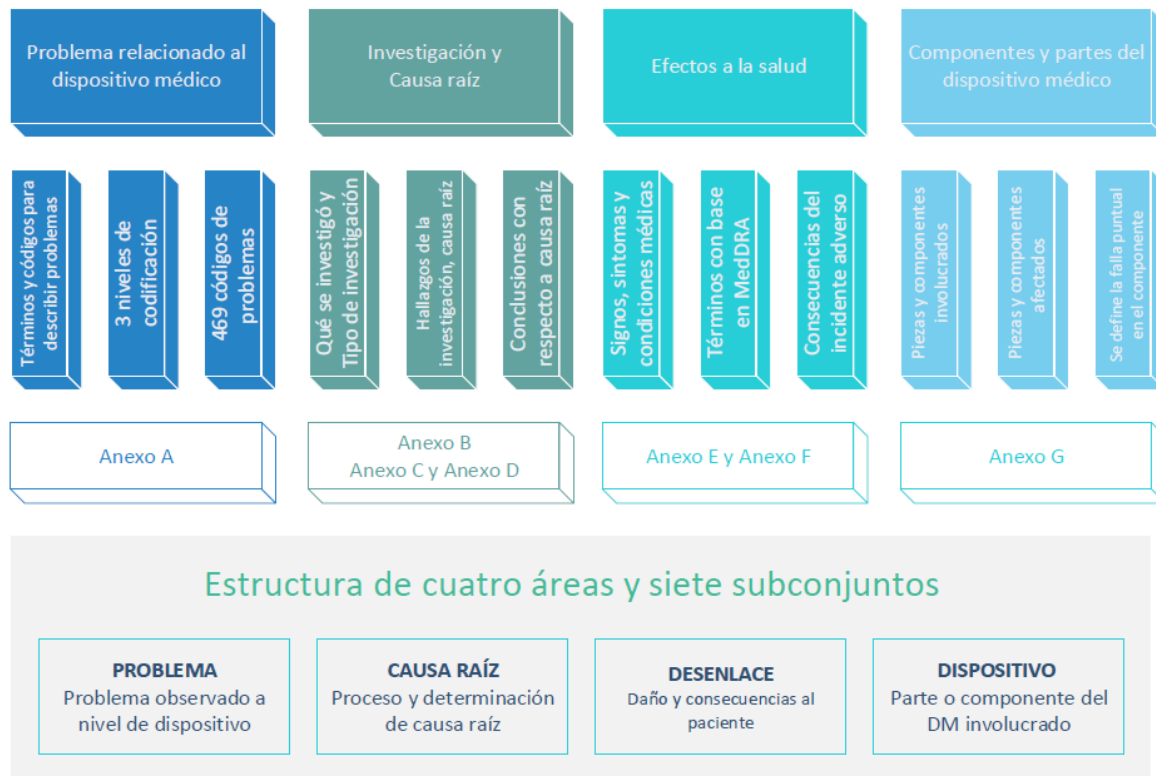 Problema relacionado al
dispositivo médico
Investigación y
Causa raíz
Efectos a la salud
Componentes y partes del
dispositivo médico
Términos y códigos para
describir problemas
3 niveles de
codificación
469 códigos de
problemas
Qué se investigó y
Tipo de investigación
Hallazgos de la
investigación, causa raíz
Conclusiones con
respecto a causa raíz
Signos, sintomas y
condiciones médicas
Términos con base
en MedDRA
Consecuencias del
incidente adverso
Piezas y componentes
involucrados
Piezas y componentes
afectados
Se define la falla puntual
en el componente
Anexo A
Anexo B
Anexo C y Anexo D
Anexo E y Anexo F
Anexo G
Estructura de cuatro áreas y siete subconjuntos
PROBLEMA
Problema observado a
nivel de dispositivo
CAUSA RAÍZ
Proceso y determinación
de causa raíz
DESENLACE
Daño y consecuencias al
paciente
DISPOSITIVO
Parte o componente del
DM involucrado